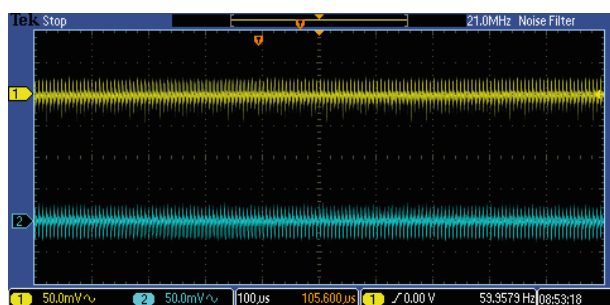 Tek Stop 21.0MHz Noise Filter
T
T
1
2
1 50.0mV 2 50.0mV 100µs 105.600µs 1 0.00 V 59.9579 Hz 08:53:18